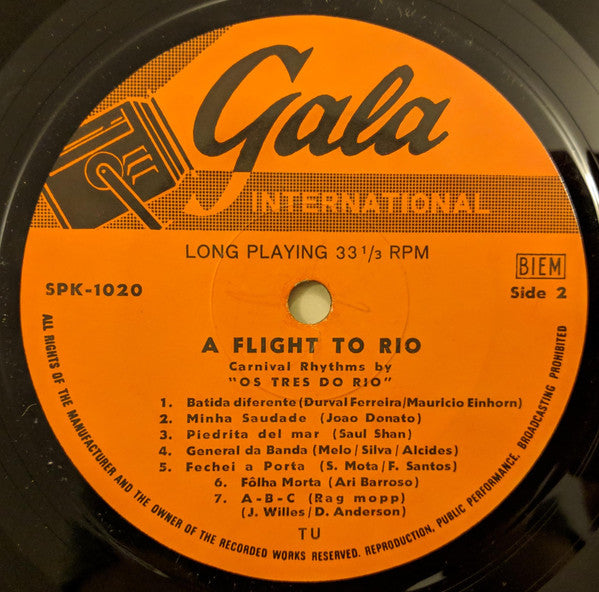 Gala
INTERNATIONAL
LONG PLAYING 33 1/3 RPM
BIEM
SPK-1020
Side 2
A FLIGHT TO RIO
Carnival Rhythms by
"OS TRES DO RIO"
1. Batida diferente (Durval Ferreira/Mauricio Einhorn)
2. Minha Saudade (Joao Donato)
3. Piedrita del mar (Saul Shan)
4. General da Banda (Melo/Silva/Alcides)
5. Fechei a Porta (S. Mota/F. Santos)
6. Fôlha Morta (Ari Barroso)
7. A-B-C (Rag mopp)
(J. Willes/D. Anderson)
TU
ALL RIGHTS OF THE MANUFACTURER AND THE OWNER OF THE RECORDED WORKS RESERVED. REPRODUCTION, PUBLIC PERFORMANCE, BROADCASTING PROHIBITED